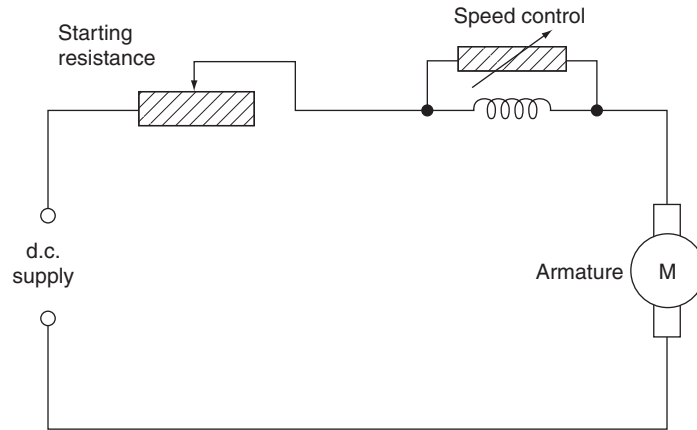 Speed control
Starting
resistance
d.c.
supply
Armature
M